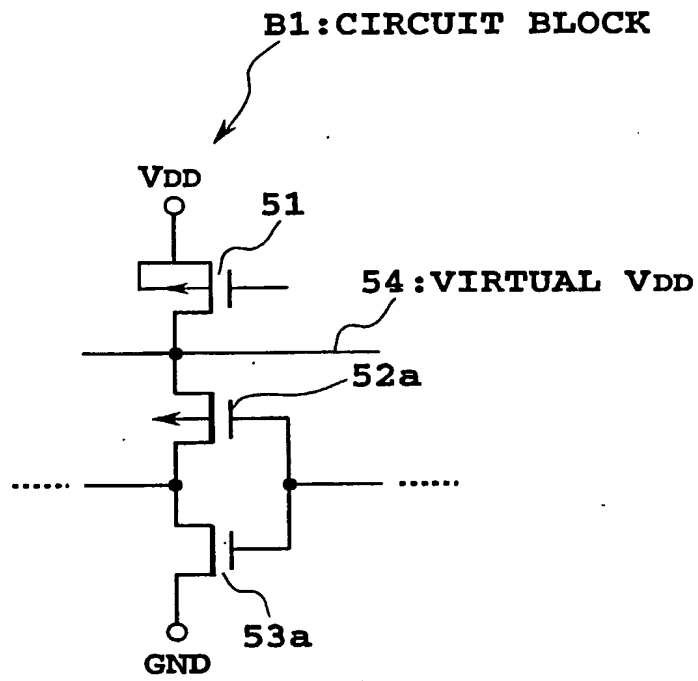 B1:CIRCUIT BLOCK
VDD
51
54:VIRTUAL VDD
52a
53a
GND